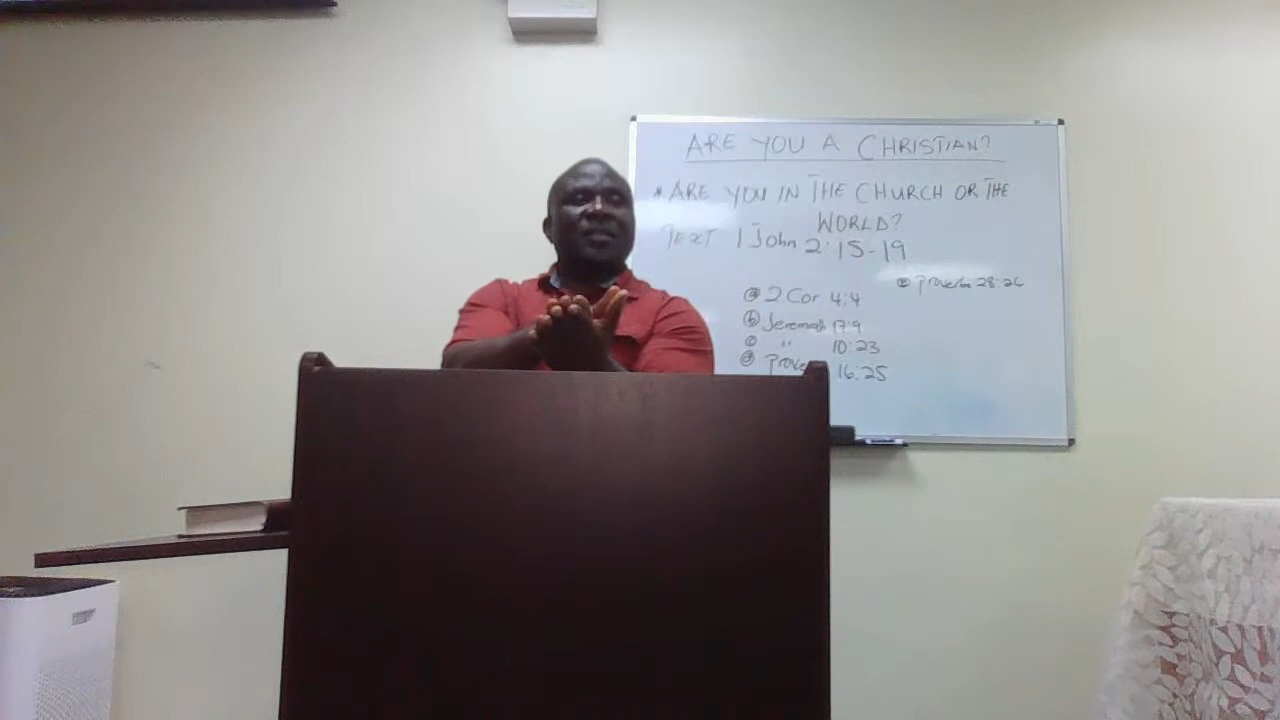 ARE YOU A CHRISTIAN?
* ARE YOU IN THE CHURCH OR THE
WORLD?
TEXT 1 John 2:15-19
(a) 2 Cor 4:4
(b) Jeremiah 17:9
(c) " 10:23
(d) 16:25
(e) Proverbs 28:26